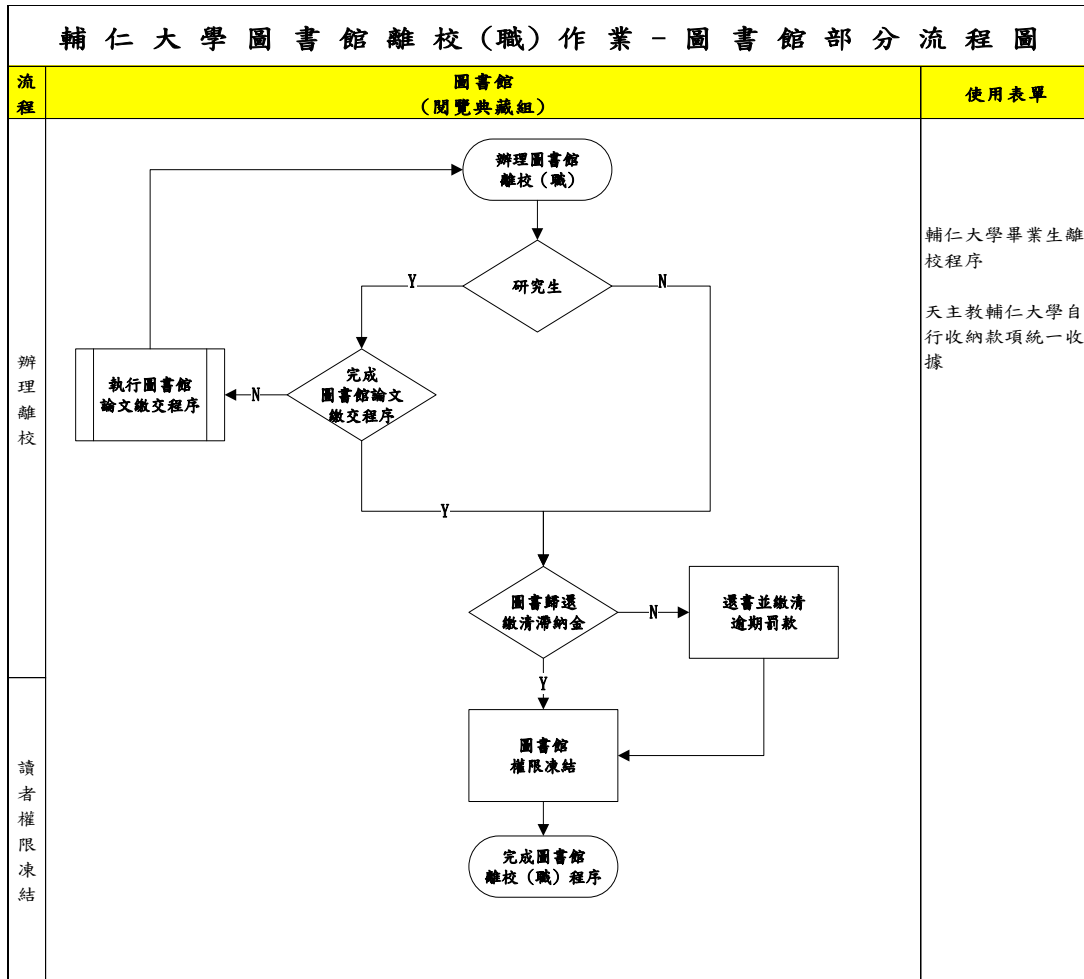 輔仁大學圖書館離校(職)作業-圖書館部分流程圖
流
程
圖書館
(閱覽典藏組)
使用表單
辦理圖書館
離校(職)
輔仁大學畢業生離
校程序
天主教輔仁大學自
行收納款項統一收
據
研究生
Y
N
辦
理
離
校
執行圖書館
論文繳交程序
N
完成
圖書館論文
繳交程序
Y
圖書歸還
繳清滯納金
N
還書並繳清
逾期罰款
Y
讀
者
權
限
凍
結
圖書館
權限凍結
完成圖書館
離校(職)程序